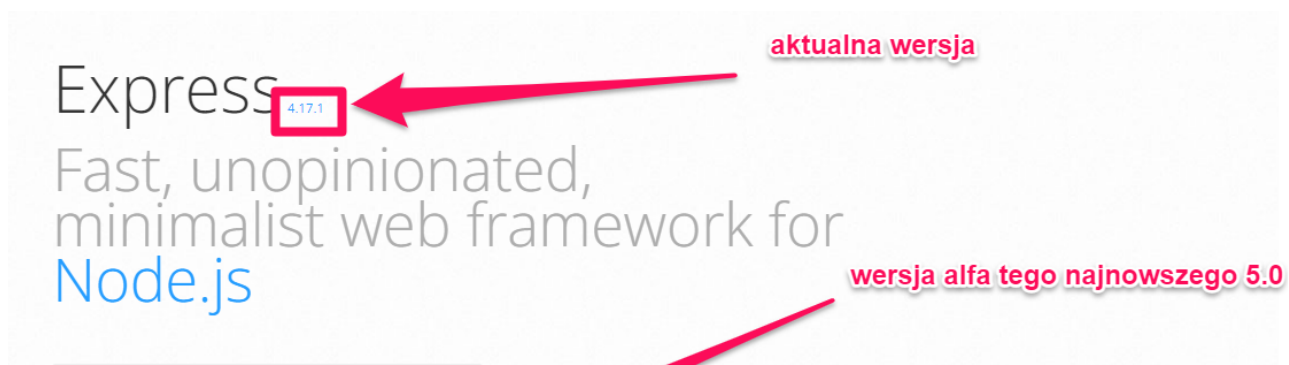 aktualna wersja
Express 4.17.1
Fast, unopinionated,
minimalist web framework for
Node.js
wersja alfa tego najnowszego 5.0